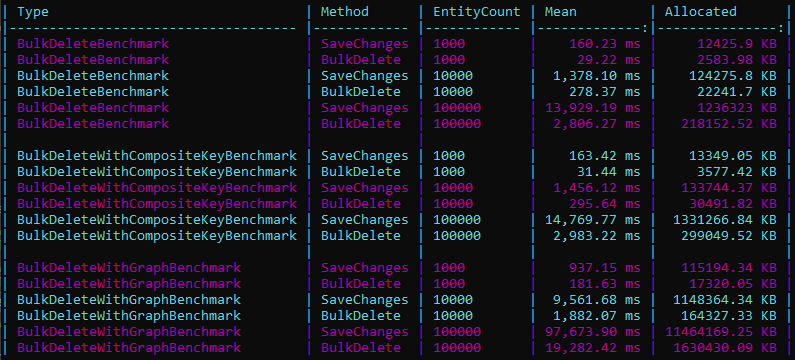 | Type | Method | EntityCount | Mean | Allocated |
|---------------------------------- |------------ |------------ |-------------:|---------------:|
| BulkDeleteBenchmark | SaveChanges | 1000 | 160.23 ms | 12425.9 KB |
| BulkDeleteBenchmark | BulkDelete | 1000 | 29.22 ms | 2583.98 KB |
| BulkDeleteBenchmark | SaveChanges | 10000 | 1,378.10 ms | 124275.8 KB |
| BulkDeleteBenchmark | BulkDelete | 10000 | 278.37 ms | 22241.7 KB |
| BulkDeleteBenchmark | SaveChanges | 100000 | 13,929.19 ms | 1236323 KB |
| BulkDeleteBenchmark | BulkDelete | 100000 | 2,806.27 ms | 218152.52 KB |
| | | | | |
| BulkDeleteWithCompositeKeyBenchmark | SaveChanges | 1000 | 163.42 ms | 13349.05 KB |
| BulkDeleteWithCompositeKeyBenchmark | BulkDelete | 1000 | 31.44 ms | 3577.42 KB |
| BulkDeleteWithCompositeKeyBenchmark | SaveChanges | 10000 | 1,456.12 ms | 133744.37 KB |
| BulkDeleteWithCompositeKeyBenchmark | BulkDelete | 10000 | 295.64 ms | 30491.82 KB |
| BulkDeleteWithCompositeKeyBenchmark | SaveChanges | 100000 | 14,769.77 ms | 1331266.84 KB |
| BulkDeleteWithCompositeKeyBenchmark | BulkDelete | 100000 | 2,983.22 ms | 299049.52 KB |
| | | | | |
| BulkDeleteWithGraphBenchmark | SaveChanges | 1000 | 937.15 ms | 115194.34 KB |
| BulkDeleteWithGraphBenchmark | BulkDelete | 1000 | 181.63 ms | 17320.05 KB |
| BulkDeleteWithGraphBenchmark | SaveChanges | 10000 | 9,561.68 ms | 1148364.34 KB |
| BulkDeleteWithGraphBenchmark | BulkDelete | 10000 | 1,882.07 ms | 164327.33 KB |
| BulkDeleteWithGraphBenchmark | SaveChanges | 100000 | 97,673.90 ms | 11464169.25 KB |
| BulkDeleteWithGraphBenchmark | BulkDelete | 100000 | 19,282.42 ms | 1630430.09 KB |